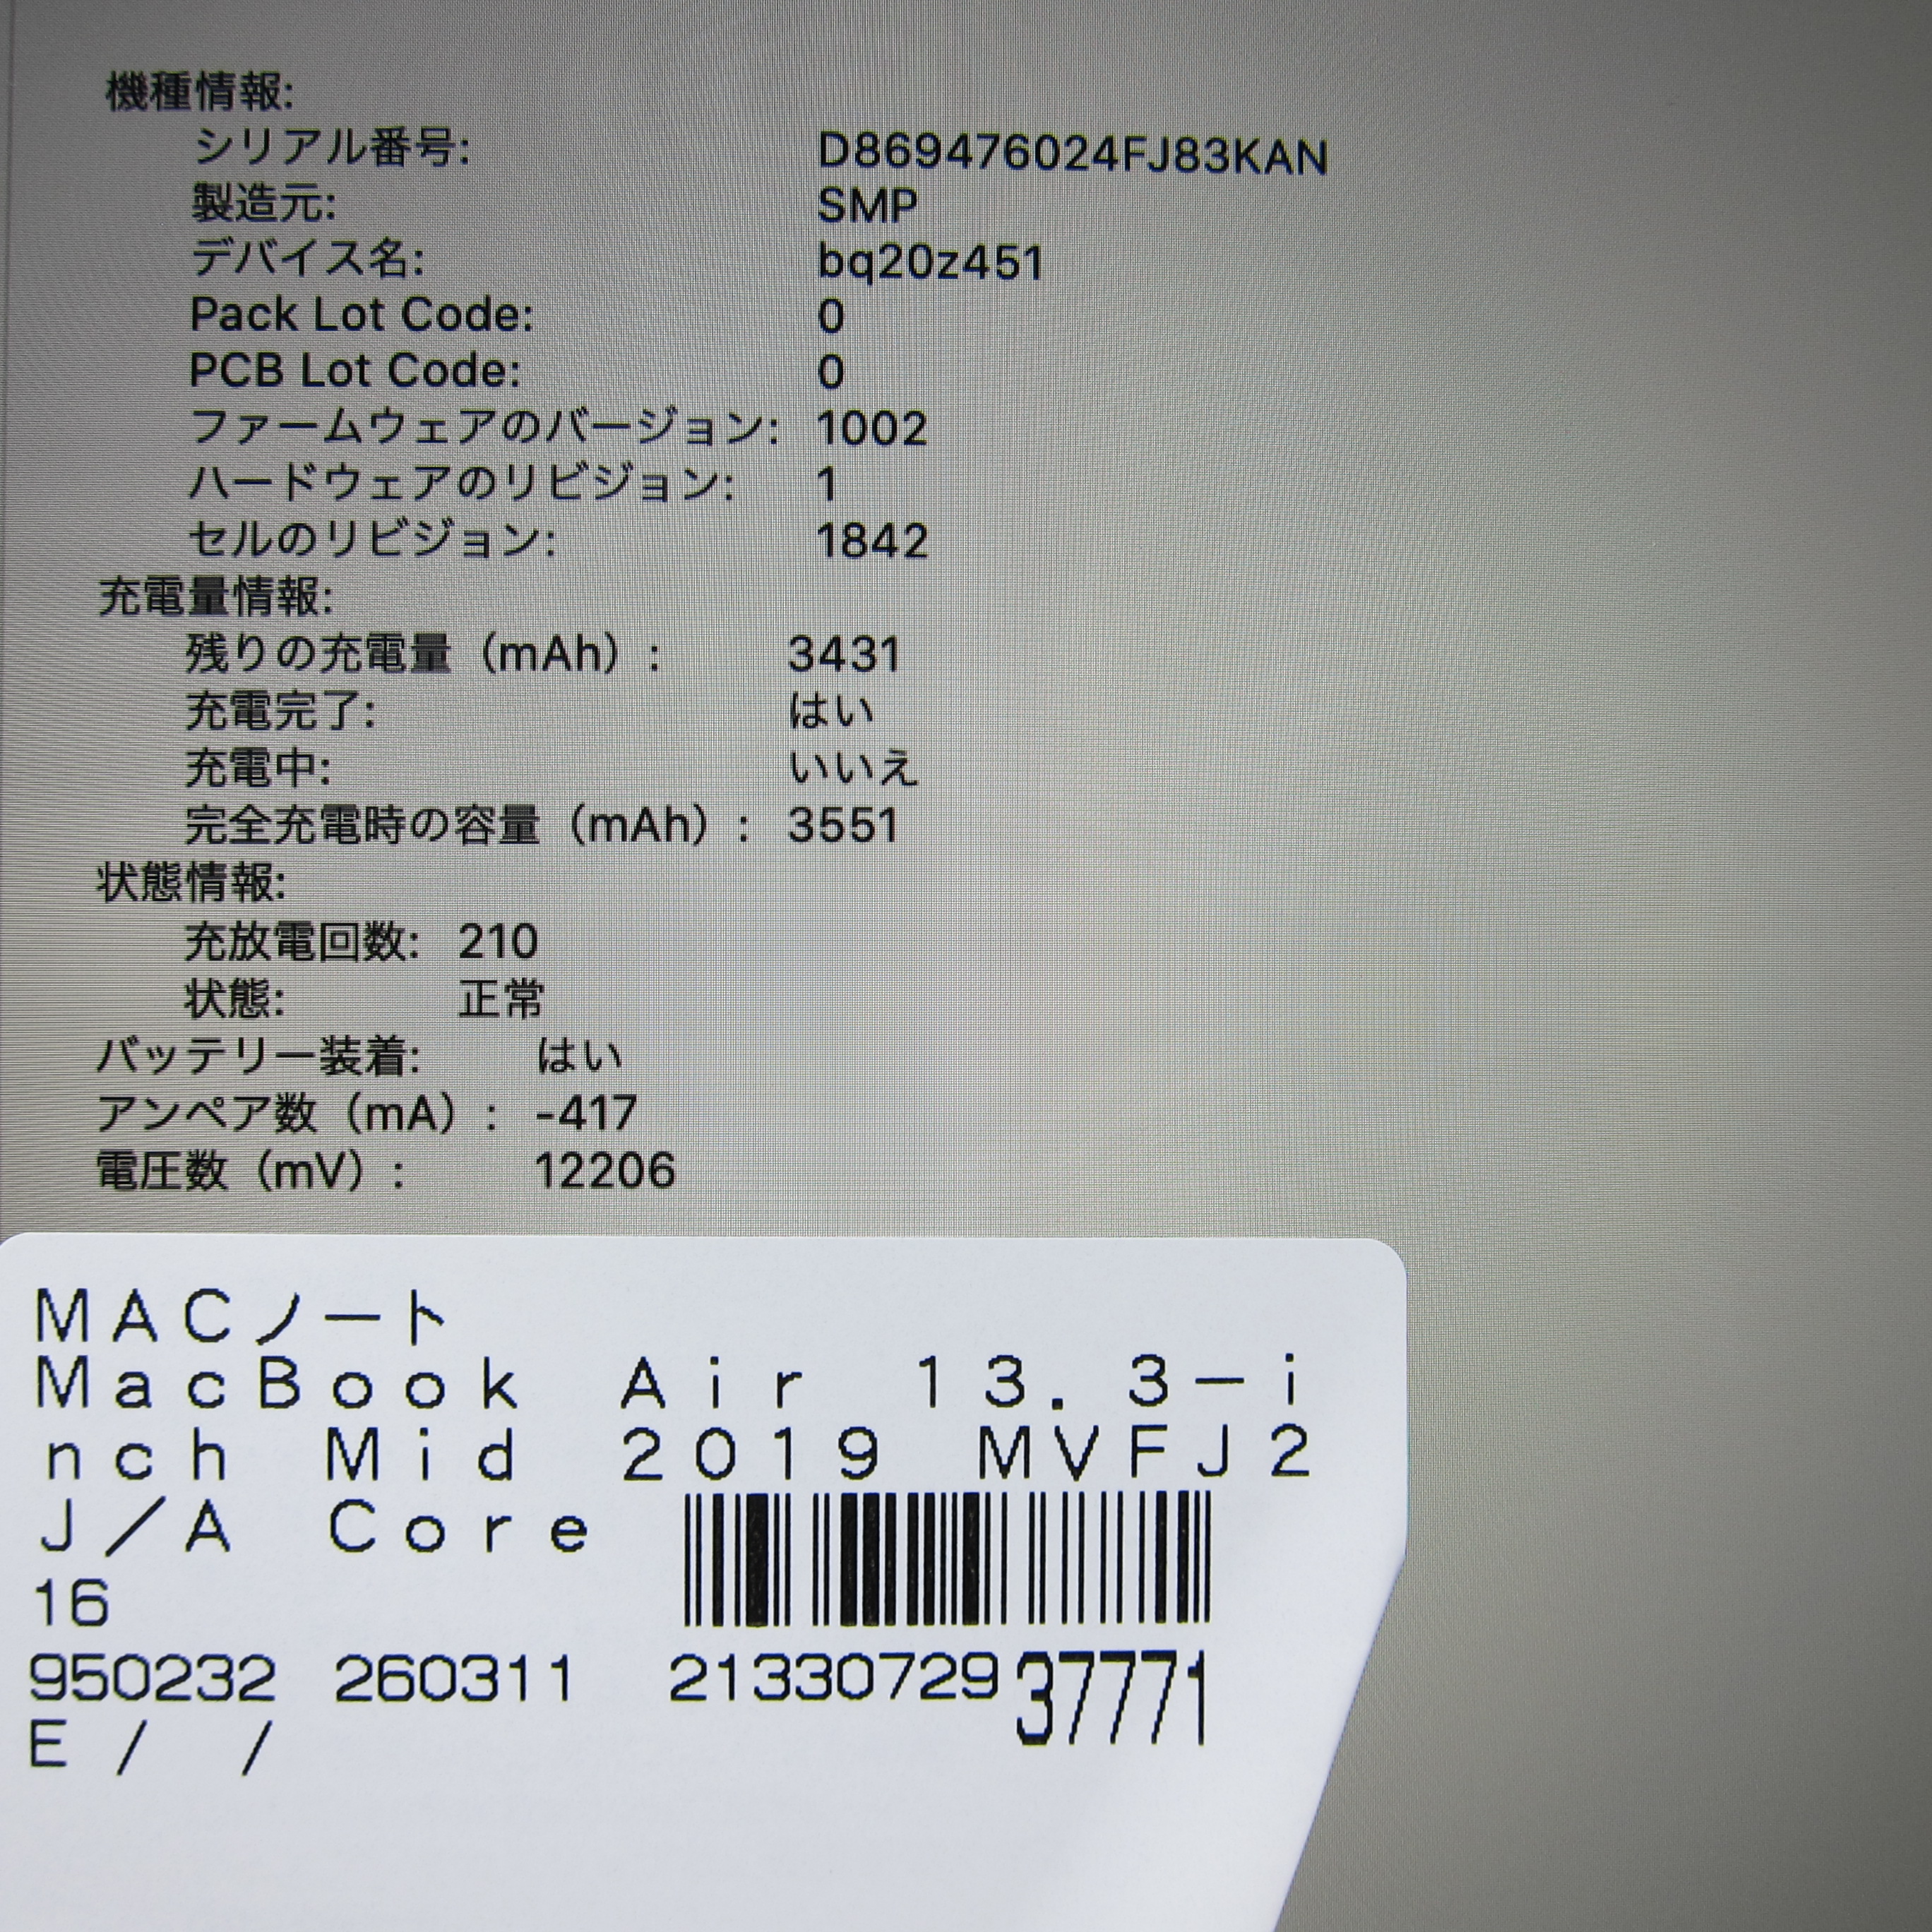 機種情報:
シリアル番号: D869476024FJ83KAN
製造元: SMP
デバイス名: bq20z451
Pack Lot Code: 0
PCB Lot Code: 0
ファームウェアのバージョン: 1002
ハードウェアのリビジョン: 1
セルのリビジョン: 1842
充電量情報:
残りの充電量（mAh）: 3431
充電完了: はい
充電中: いいえ
完全充電時の容量（mAh）: 3551
状態情報:
充放電回数: 210
状態: 正常
バッテリー装着: はい
アンペア数（mA）: -417
電圧数（mV）: 12206
MACノート
MacBook Air 13.3-i
nch Mid 2019 MVFJ2
J/A Core
16
950232 260311 21330729 37771
E / /